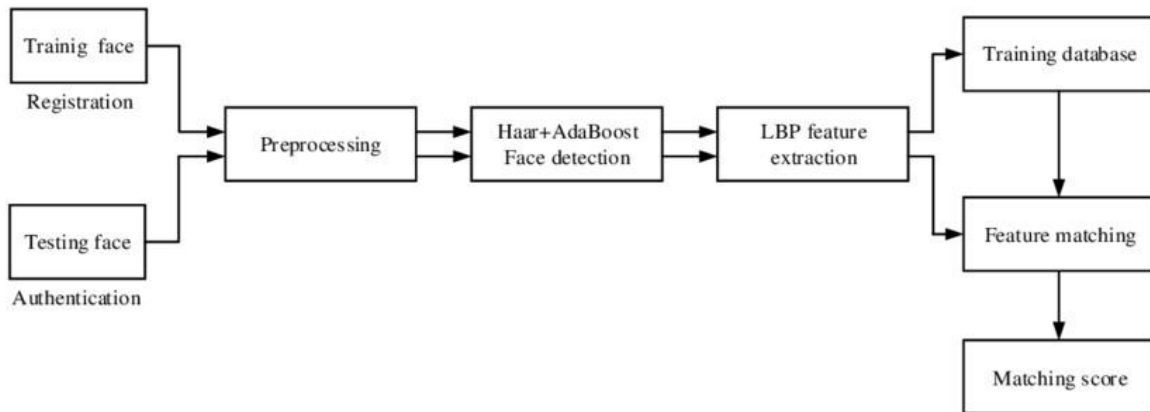 Trainig face
Registration
Testing face
Authentication
Preprocessing
Haar+AdaBoost
Face detection
LBP feature
extraction
Training database
Feature matching
Matching score